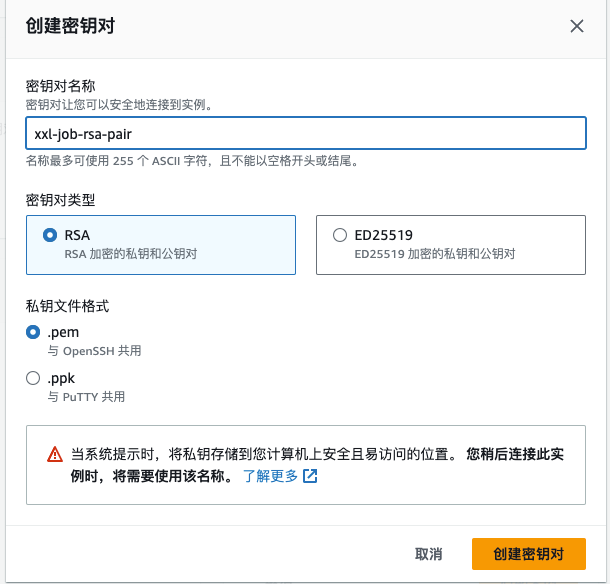 创建密钥对
密钥对名称
密钥对让您可以安全地连接到实例。
xxl-job-rsa-pair
名称最多可使用 255 个 ASCII 字符，且不能以空格开头或结尾。
密钥对类型
RSA
RSA 加密的私钥和公钥对
ED25519
ED25519 加密的私钥和公钥对
私钥文件格式
.pem
与 OpenSSH 共用
.ppk
与 PuTTY 共用
当系统提示时，将私钥存储到您计算机上安全且易访问的位置。 您稍后连接此实
例时，将需要使用该名称。 了解更多
取消
创建密钥对